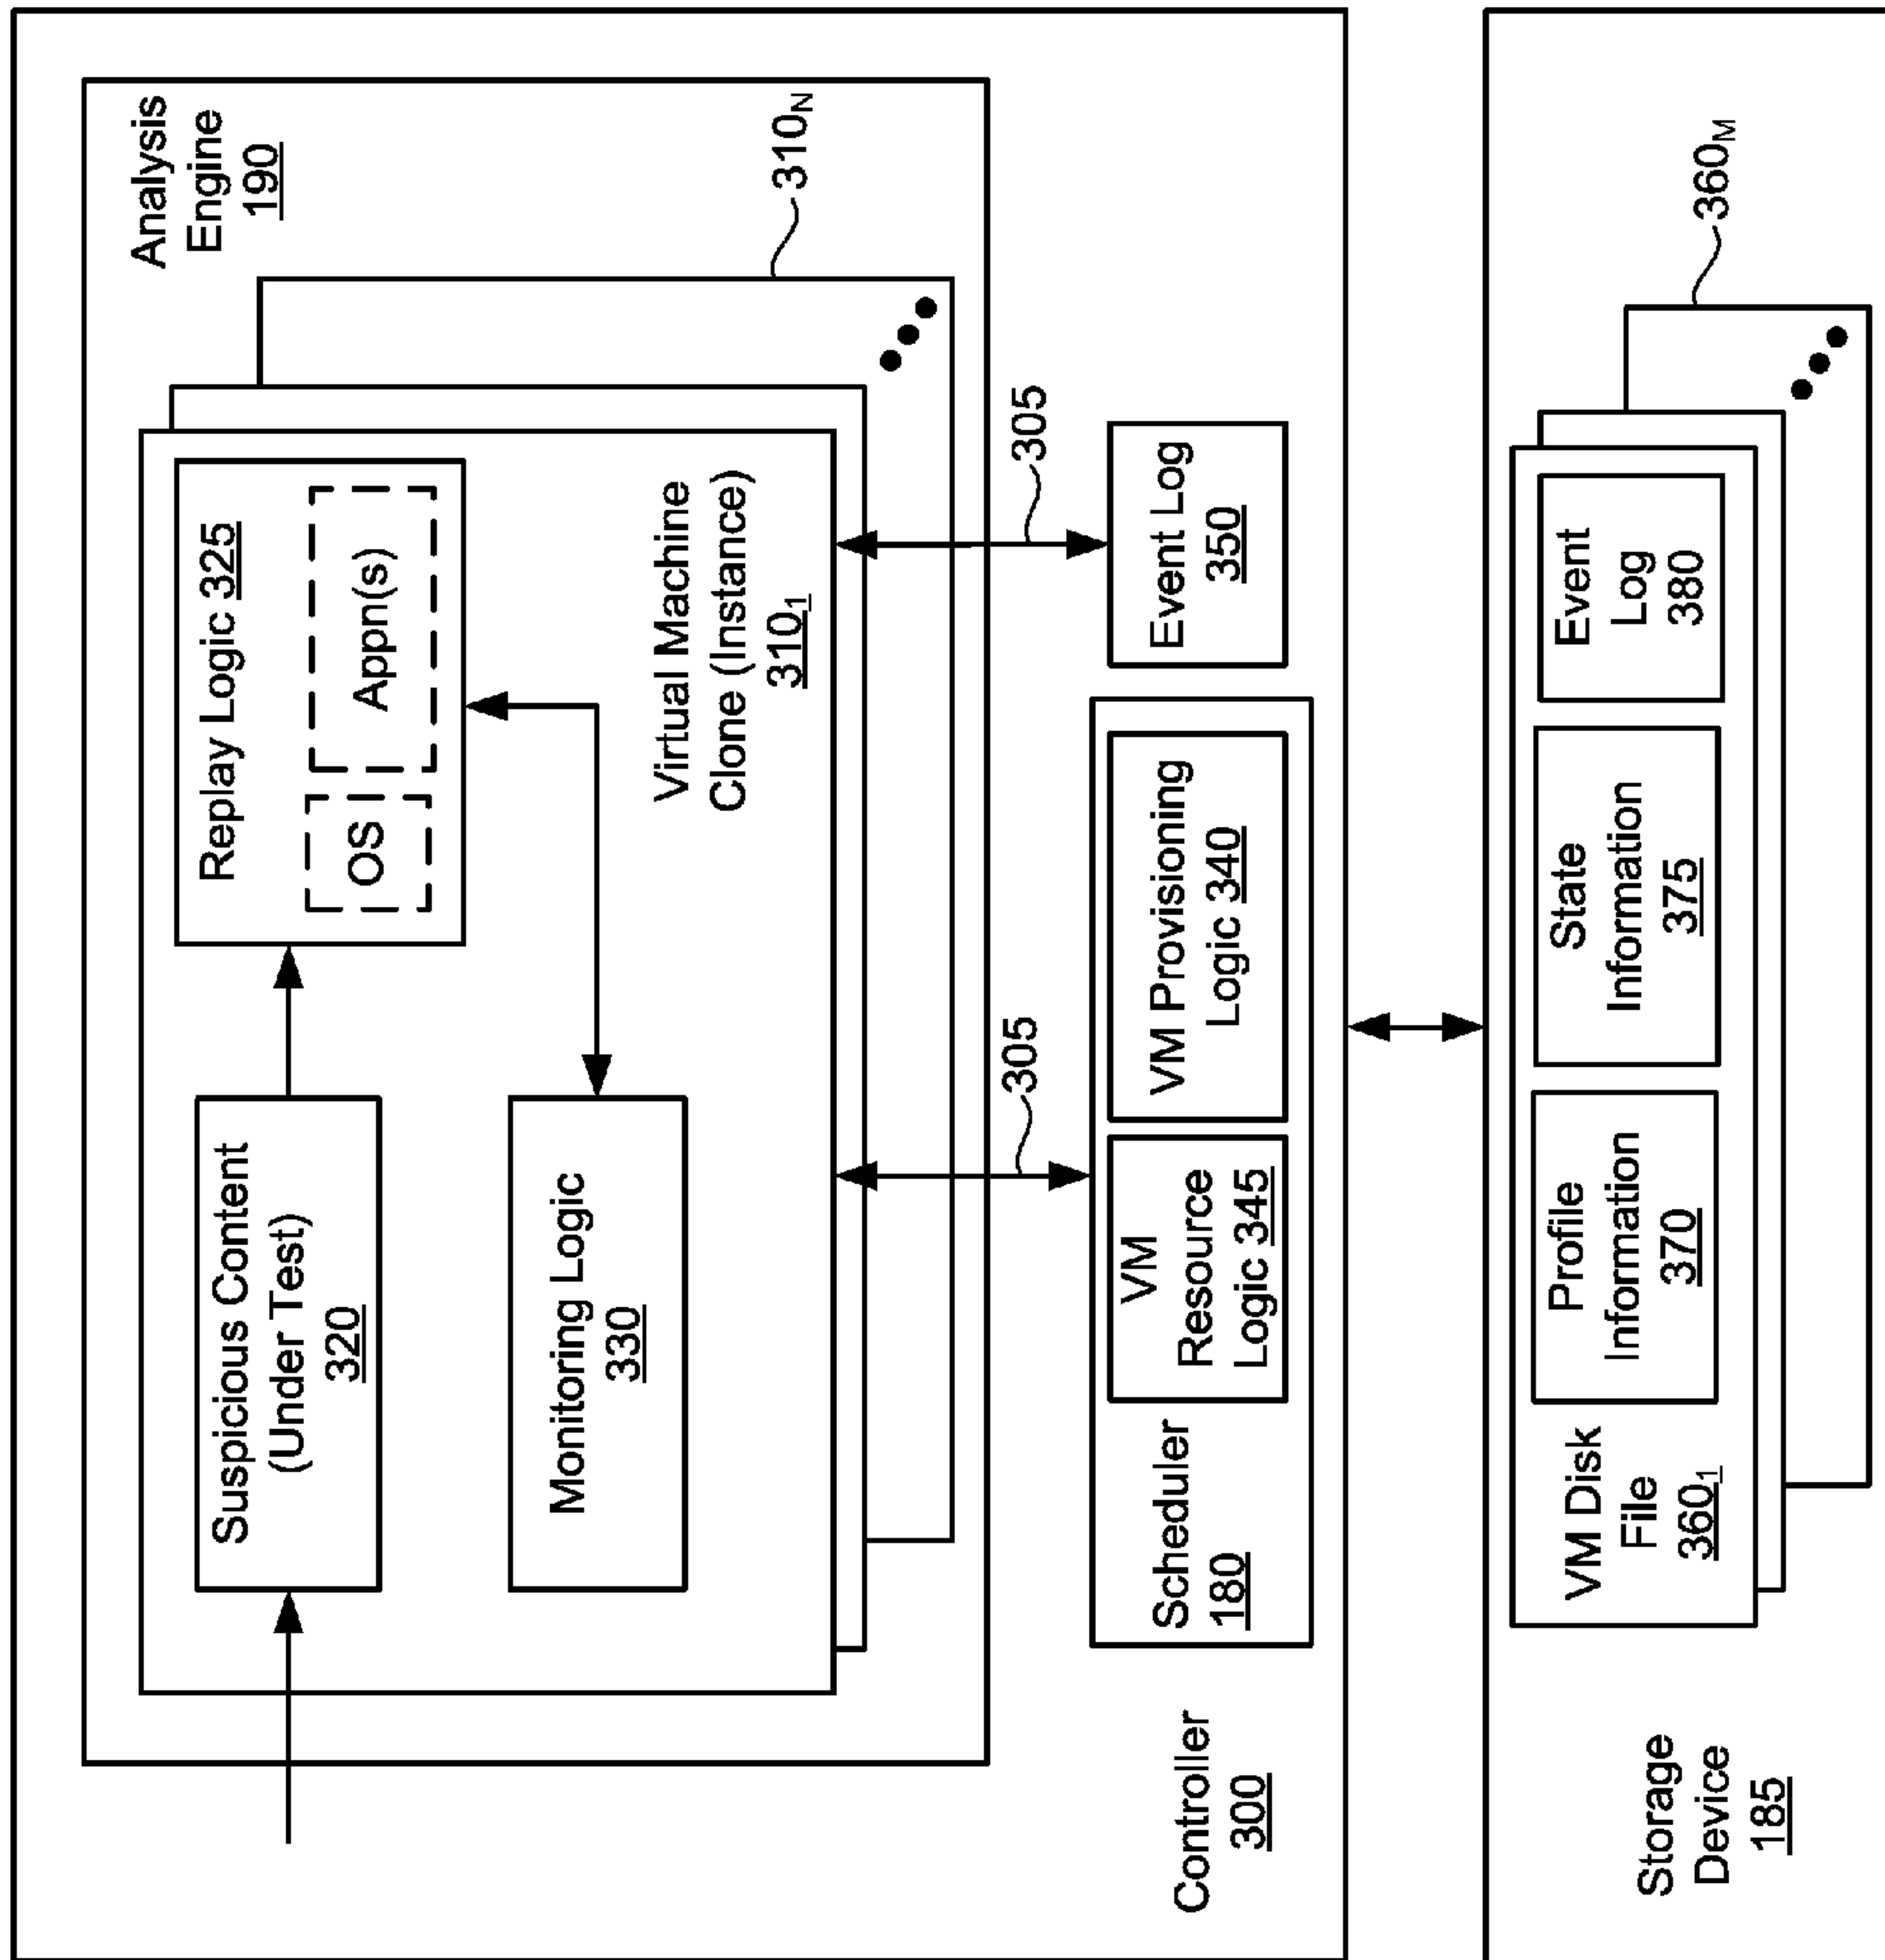 Analysis
Engine
190
310N
Suspicious Content
(Under Test)
320
Replay Logic 325
OS
Appn(s)
Monitoring Logic
330
Virtual Machine
Clone (Instance)
3101
305
305
Controller
300
Scheduler
180
VM
Resource
Logic 345
VM Provisioning
Logic 340
Event Log
350
Storage
Device
185
360M
VM Disk
File
3601
Profile
Information
370
State
Information
375
Event
Log
380